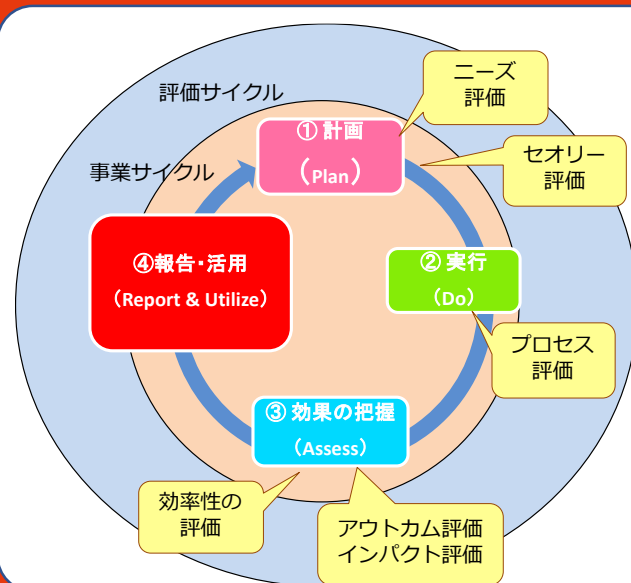 評価サイクル
事業サイクル
①計画
（Plan）
ニーズ
評価
セオリー
評価
②実行
（Do）
プロセス
評価
③効果の把握
（Assess）
アウトカム評価
インパクト評価
効率性の
評価
④報告・活用
（Report & Utilize）